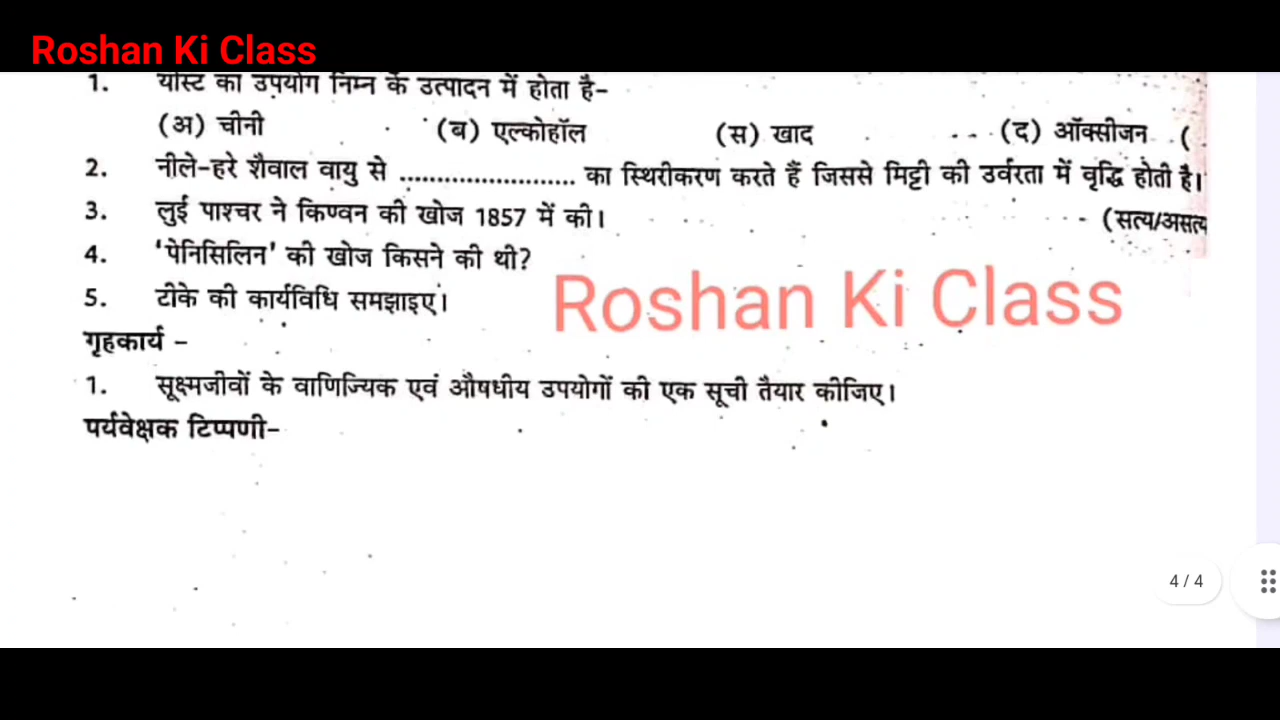 Roshan Ki Class
1. यीस्ट का उपयोग निम्न के उत्पादन में होता है-
(अ) चीनी (ब) एल्कोहॉल (स) खाद (द) ऑक्सीजन (
2. नीले-हरे शैवाल वायु से ......................... का स्थिरीकरण करते हैं जिससे मिट्टी की उर्वरता में वृद्धि होती है।
3. लुई पाश्चर ने किण्वन की खोज 1857 में की। (सत्य/असत्य
4. 'पेनिसिलिन' की खोज किसने की थी?
5. टीके की कार्यविधि समझाइए।
Roshan Ki Class
गृहकार्य -
1. सूक्ष्मजीवों के वाणिज्यिक एवं औषधीय उपयोगों की एक सूची तैयार कीजिए।
पर्यवेक्षक टिप्पणी-
4 / 4